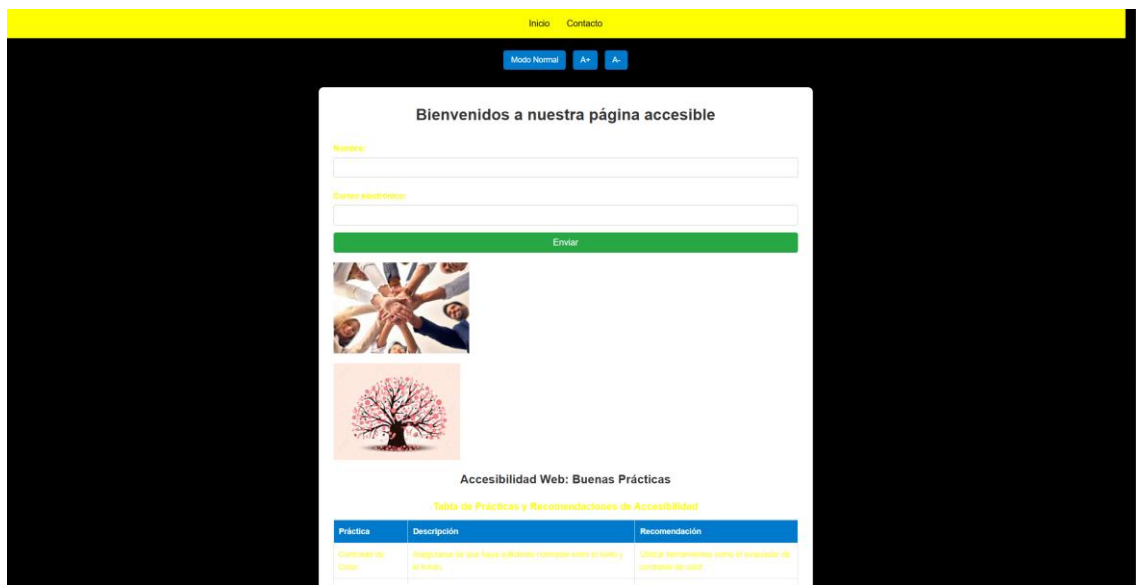 Inicio Contacto
Modo Normal A+ A-
Bienvenidos a nuestra página accesible
Nombre:
Correo electrónico:
Enviar
Accesibilidad Web: Buenas Prácticas
Tabla de Prácticas y Recomendaciones de Accesibilidad
Práctica Descripción Recomendación
Contraste de Asegurarse de que haya suficiente contraste entre el texto y Utilizar herramientas como el evaluador de
Color el fondo. contraste de color.